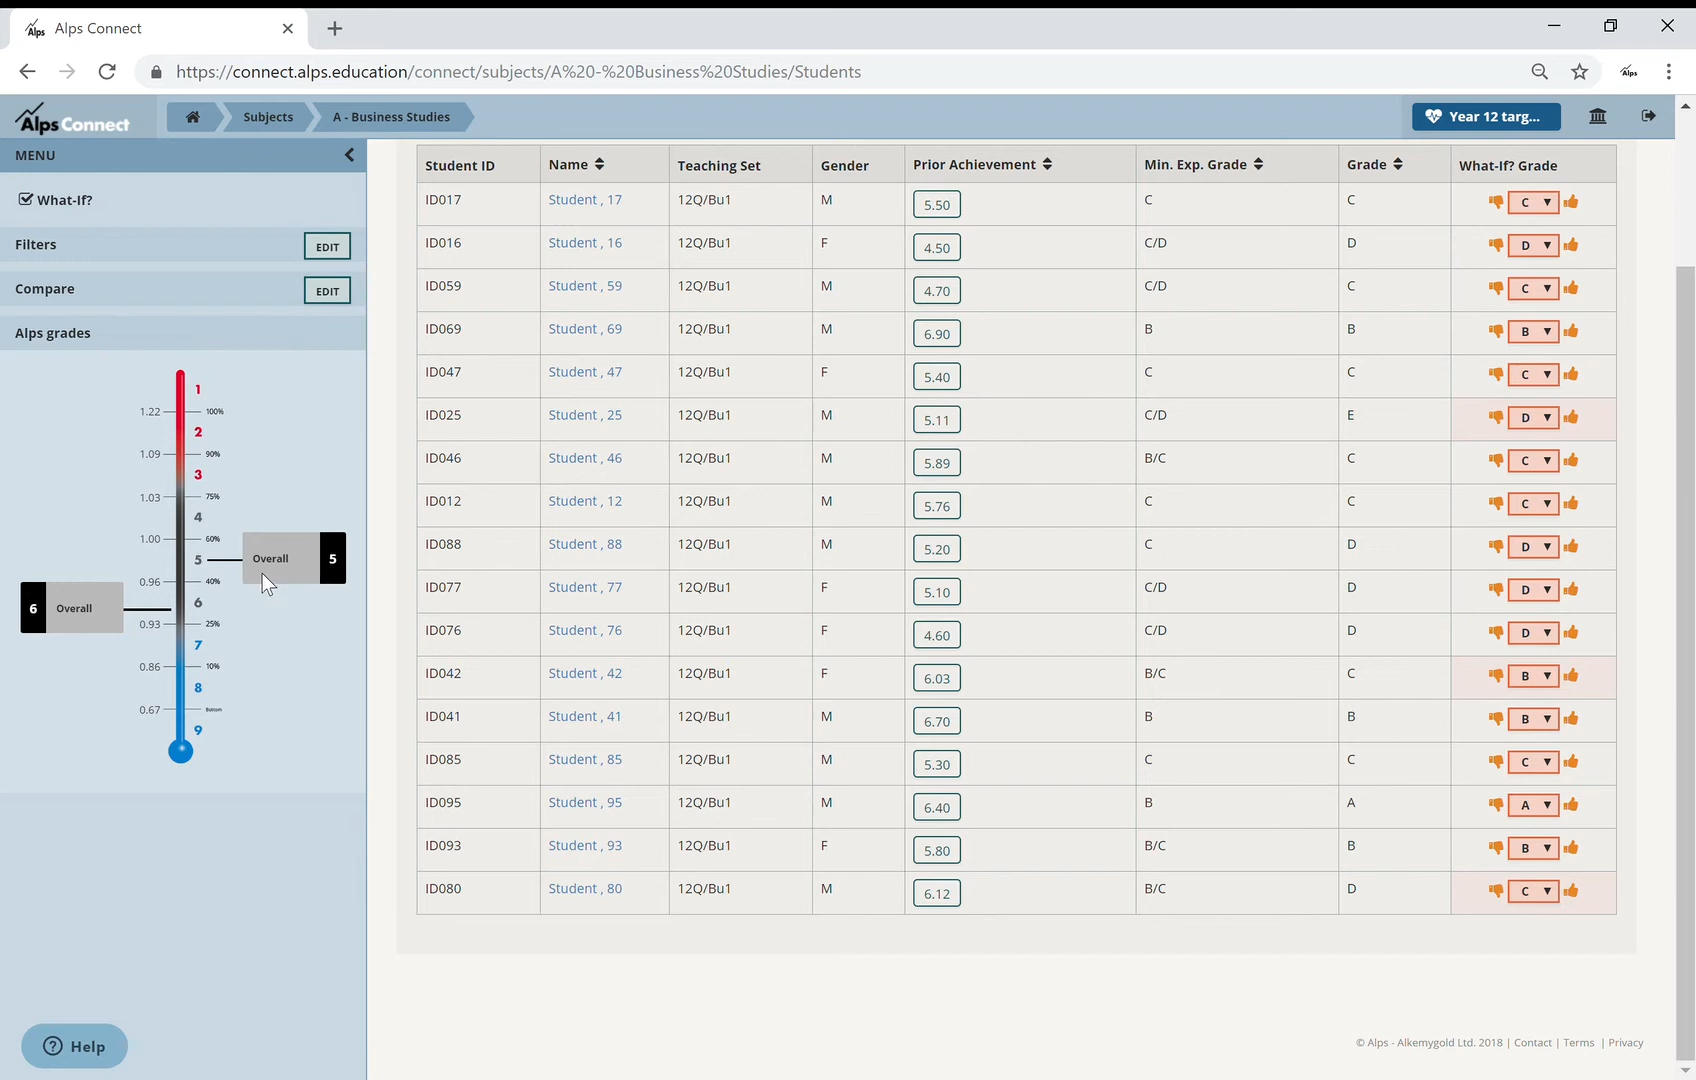 Alps Alps Connect
https://connect.alps.education/connect/subjects/A%20-%20Business%20Studies/Students Alps
Alps Connect Subjects A - Business Studies Year 12 targ...
MENU
What-If?
Filters EDIT
Compare EDIT
Alps grades
1
1.22 100%
2
1.09 90%
3
1.03 75%
4
1.00 60%
5 Overall 5
0.96 40%
6 Overall 6
0.93 25%
7
0.86 10%
8
0.67 Bottom
9
? Help
Student ID Name Teaching Set Gender Prior Achievement Min. Exp. Grade Grade What-If? Grade
ID017 Student , 17 12Q/Bu1 M 5.50 C C C
ID016 Student , 16 12Q/Bu1 F 4.50 C/D D D
ID059 Student , 59 12Q/Bu1 M 4.70 C/D C C
ID069 Student , 69 12Q/Bu1 M 6.90 B B B
ID047 Student , 47 12Q/Bu1 F 5.40 C C C
ID025 Student , 25 12Q/Bu1 M 5.11 C/D E D
ID046 Student , 46 12Q/Bu1 M 5.89 B/C C C
ID012 Student , 12 12Q/Bu1 M 5.76 C C C
ID088 Student , 88 12Q/Bu1 M 5.20 C D D
ID077 Student , 77 12Q/Bu1 F 5.10 C/D D D
ID076 Student , 76 12Q/Bu1 F 4.60 C/D D D
ID042 Student , 42 12Q/Bu1 F 6.03 B/C C B
ID041 Student , 41 12Q/Bu1 M 6.70 B B B
ID085 Student , 85 12Q/Bu1 M 5.30 C C C
ID095 Student , 95 12Q/Bu1 M 6.40 B A A
ID093 Student , 93 12Q/Bu1 F 5.80 B/C B B
ID080 Student , 80 12Q/Bu1 M 6.12 B/C D C
© Alps - Alkemygold Ltd. 2018 | Contact | Terms | Privacy